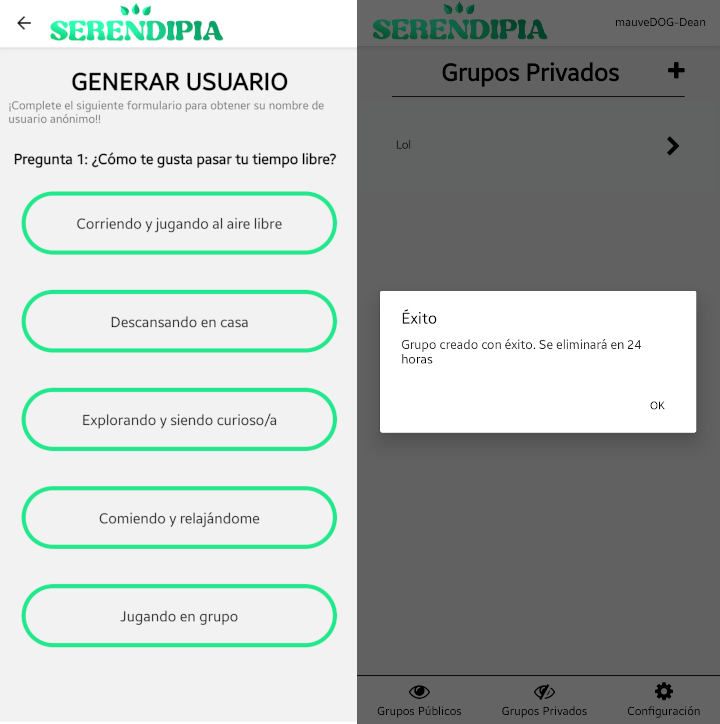 SERENDIPIA
GENERAR USUARIO
¡Complete el siguiente formulario para obtener su nombre de
usuario anónimo!!
Pregunta 1: ¿Cómo te gusta pasar tu tiempo libre?
Corriendo y jugando al aire libre
Descansando en casa
Explorando y siendo curioso/a
Comiendo y relajándome
Jugando en grupo
SERENDIPIA
mauveDOG-Dean
Grupos Privados
Lol
Éxito
Grupo creado con éxito. Se eliminará en 24
horas
OK
Grupos Públicos
Grupos Privados
Configuración